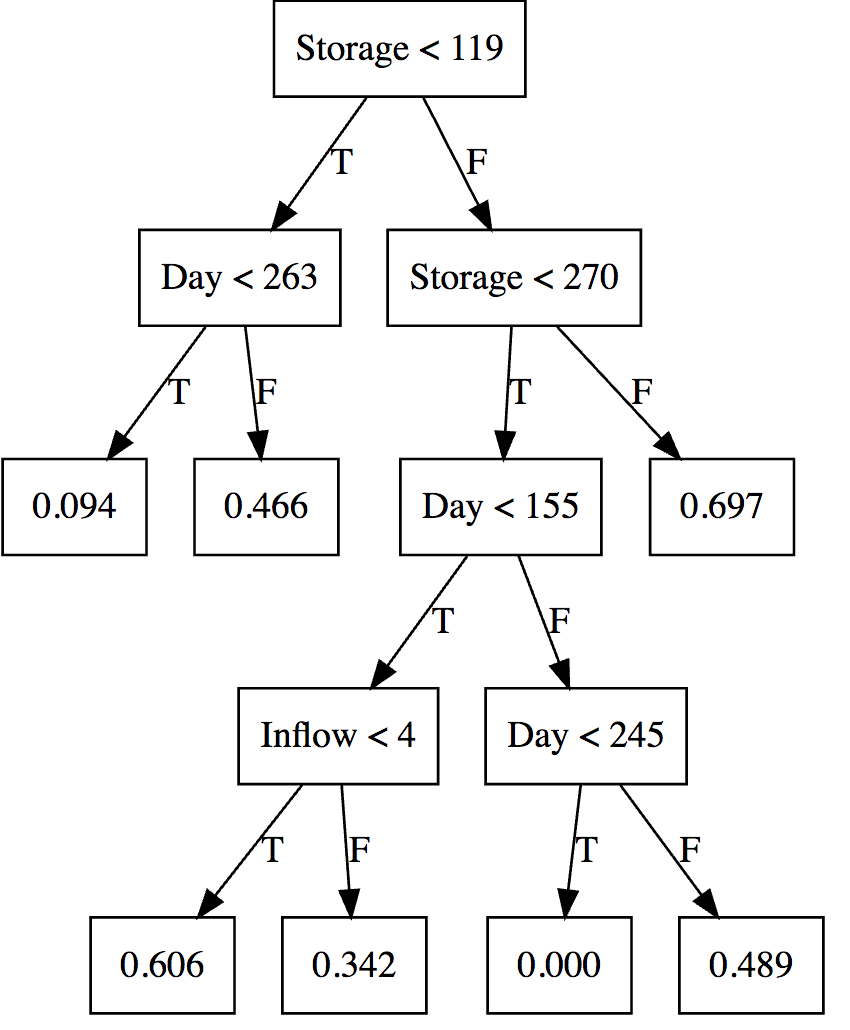 Storage < 119
T
F
Day < 263
Storage < 270
T
F
T
F
0.094
0.466
Day < 155
0.697
T
F
Inflow < 4
Day < 245
T
F
T
F
0.606
0.342
0.000
0.489